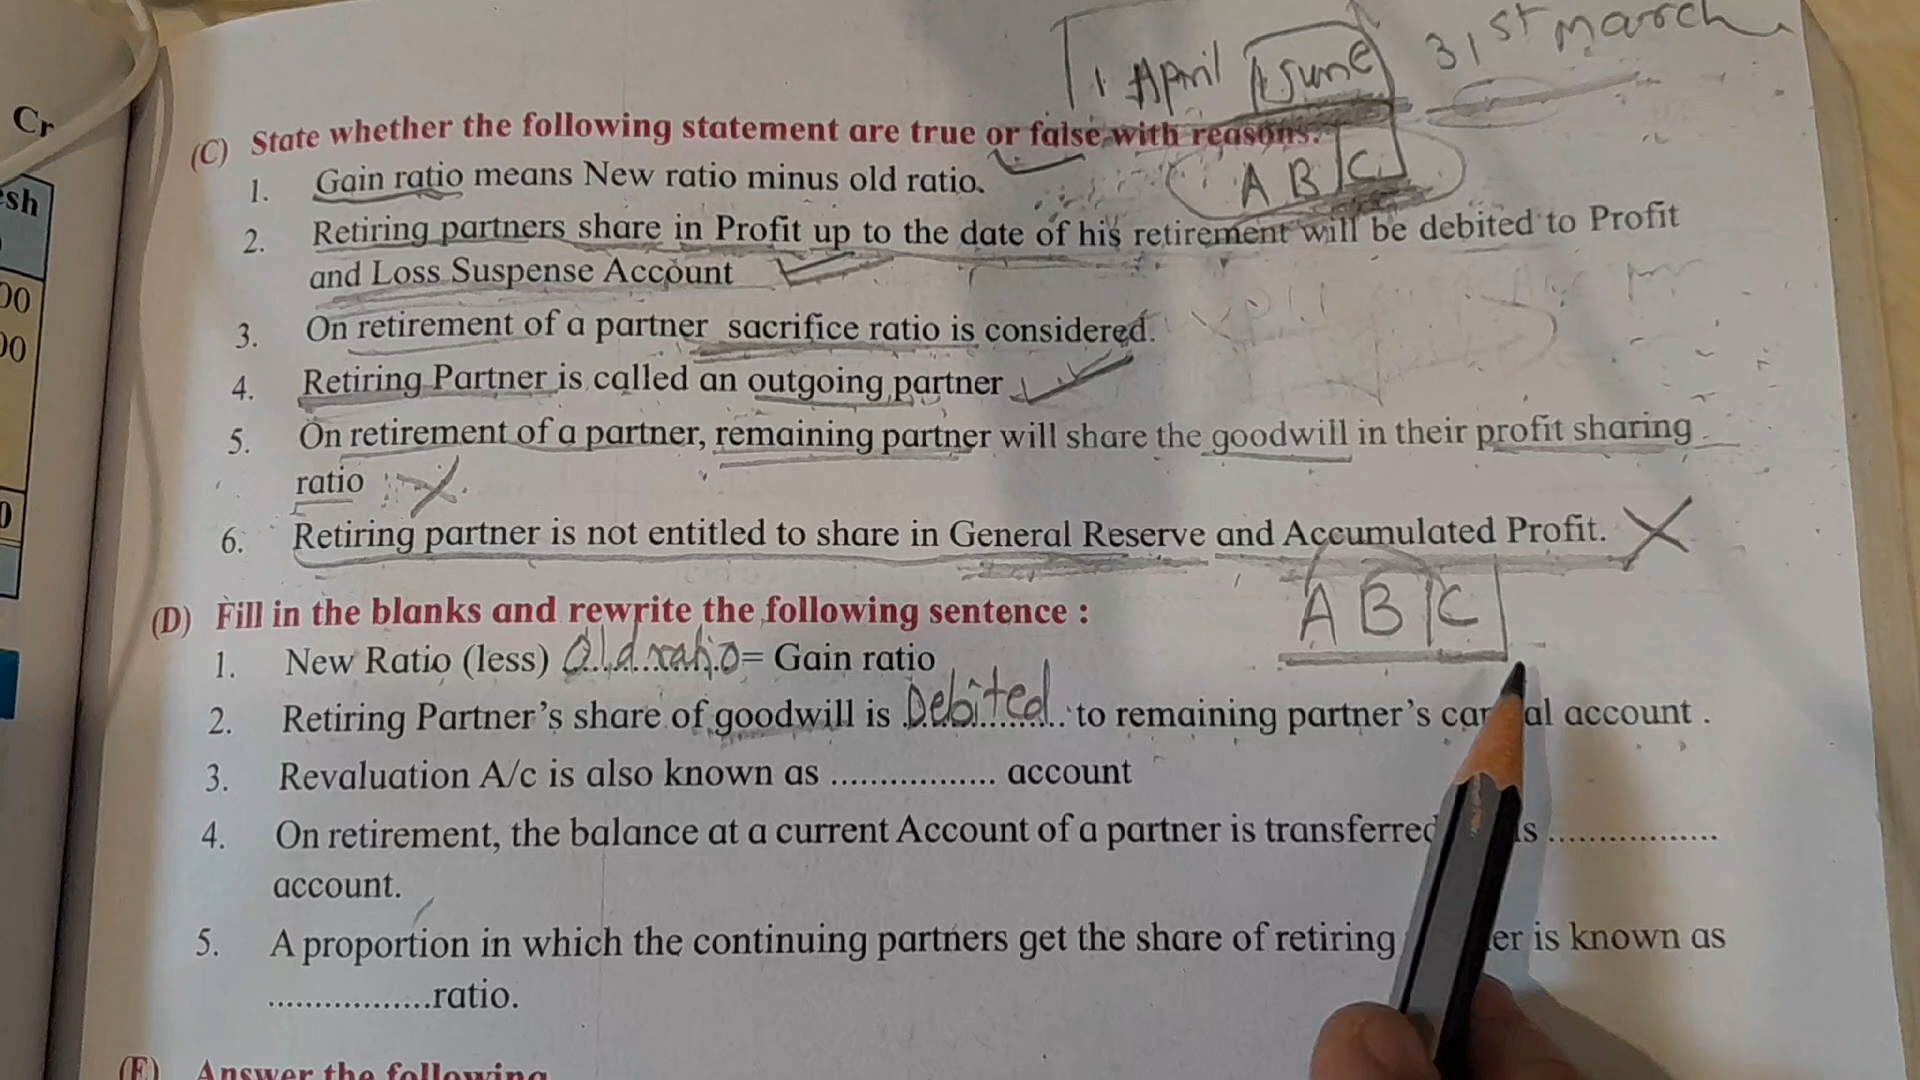 1 April 1 June 31st march
Cr
(C) State whether the following statement are true or false with reasons.
A B C
1. Gain ratio means New ratio minus old ratio.
2. Retiring partners share in Profit up to the date of his retirement will be debited to Profit
and Loss Suspense Account
3. On retirement of a partner sacrifice ratio is considered.
4. Retiring Partner is called an outgoing partner
5. On retirement of a partner, remaining partner will share the goodwill in their profit sharing
ratio
6. Retiring partner is not entitled to share in General Reserve and Accumulated Profit.
A B C
(D) Fill in the blanks and rewrite the following sentence :
1. New Ratio (less) Old ratio = Gain ratio
2. Retiring Partner's share of goodwill is Debited to remaining partner's account .
3. Revaluation A/c is also known as ................. account
4. On retirement, the balance at a current Account of a partner is transferred .................
account.
5. A proportion in which the continuing partners get the share of retiring is known as
.................ratio.
(E) Answer the following